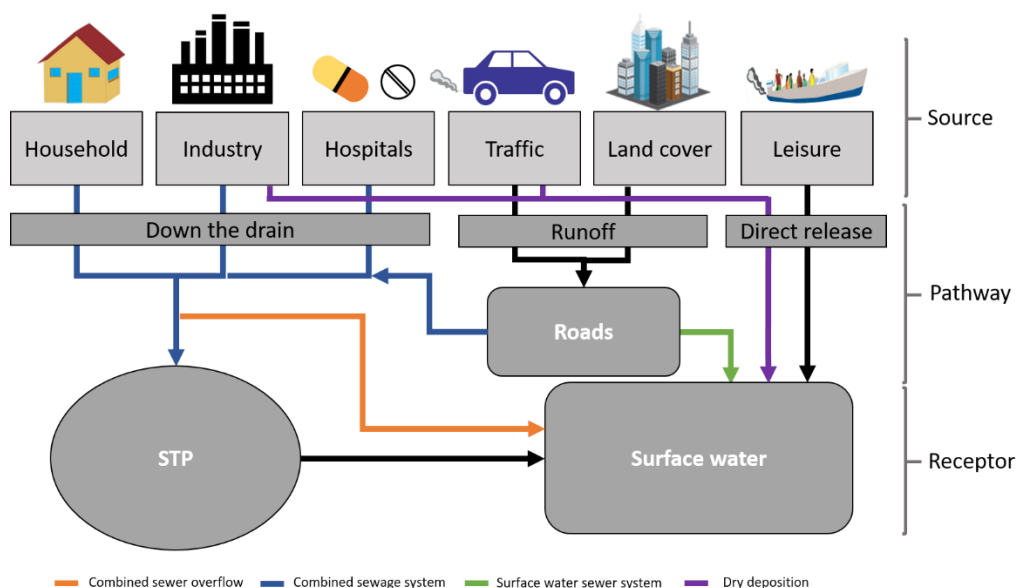 Household
Industry
Hospitals
Traffic
Land cover
Leisure
Source
Down the drain
Runoff
Direct release
Pathway
Roads
STP
Surface water
Receptor
Combined sewer overflow
Combined sewage system
Surface water sewer system
Dry deposition